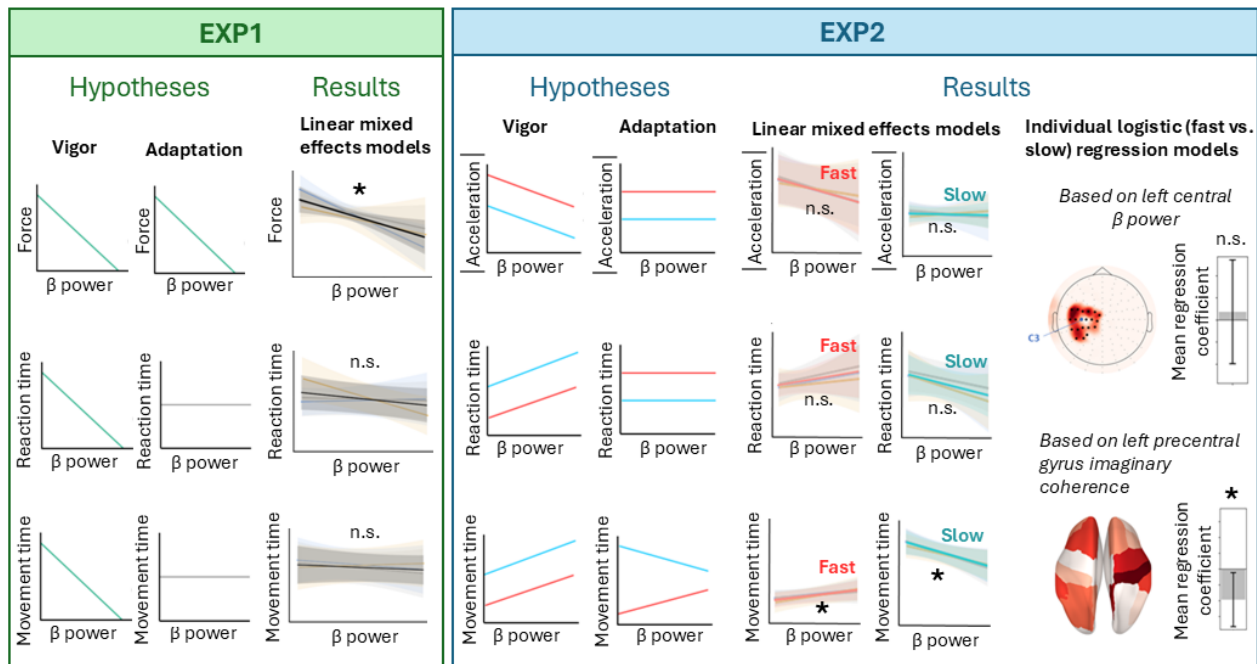 EXP1
Hypotheses
Results
Vigor
Adaptation
Linear mixed
effects models
Force
β power
Force
β power
*
Force
β power
Reaction time
β power
Reaction time
β power
n.s.
Reaction time
β power
Movement time
β power
Movement time
β power
n.s.
Movement time
β power
EXP2
Hypotheses
Results
Vigor
Adaptation
Linear mixed effects models
Individual logistic (fast vs.
slow) regression models
|Acceleration|
β power
|Acceleration|
β power
|Acceleration|
Fast
n.s.
β power
|Acceleration|
Slow
n.s.
β power
Based on left central
β power
C3
n.s.
Mean regression
coefficient
Reaction time
β power
Reaction time
β power
Reaction time
Fast
n.s.
β power
Reaction time
Slow
n.s.
β power
Based on left precentral
gyrus imaginary
coherence
*
Mean regression
coefficient
Movement time
β power
Movement time
β power
Movement time
Fast
*
β power
Movement time
Slow
*
β power